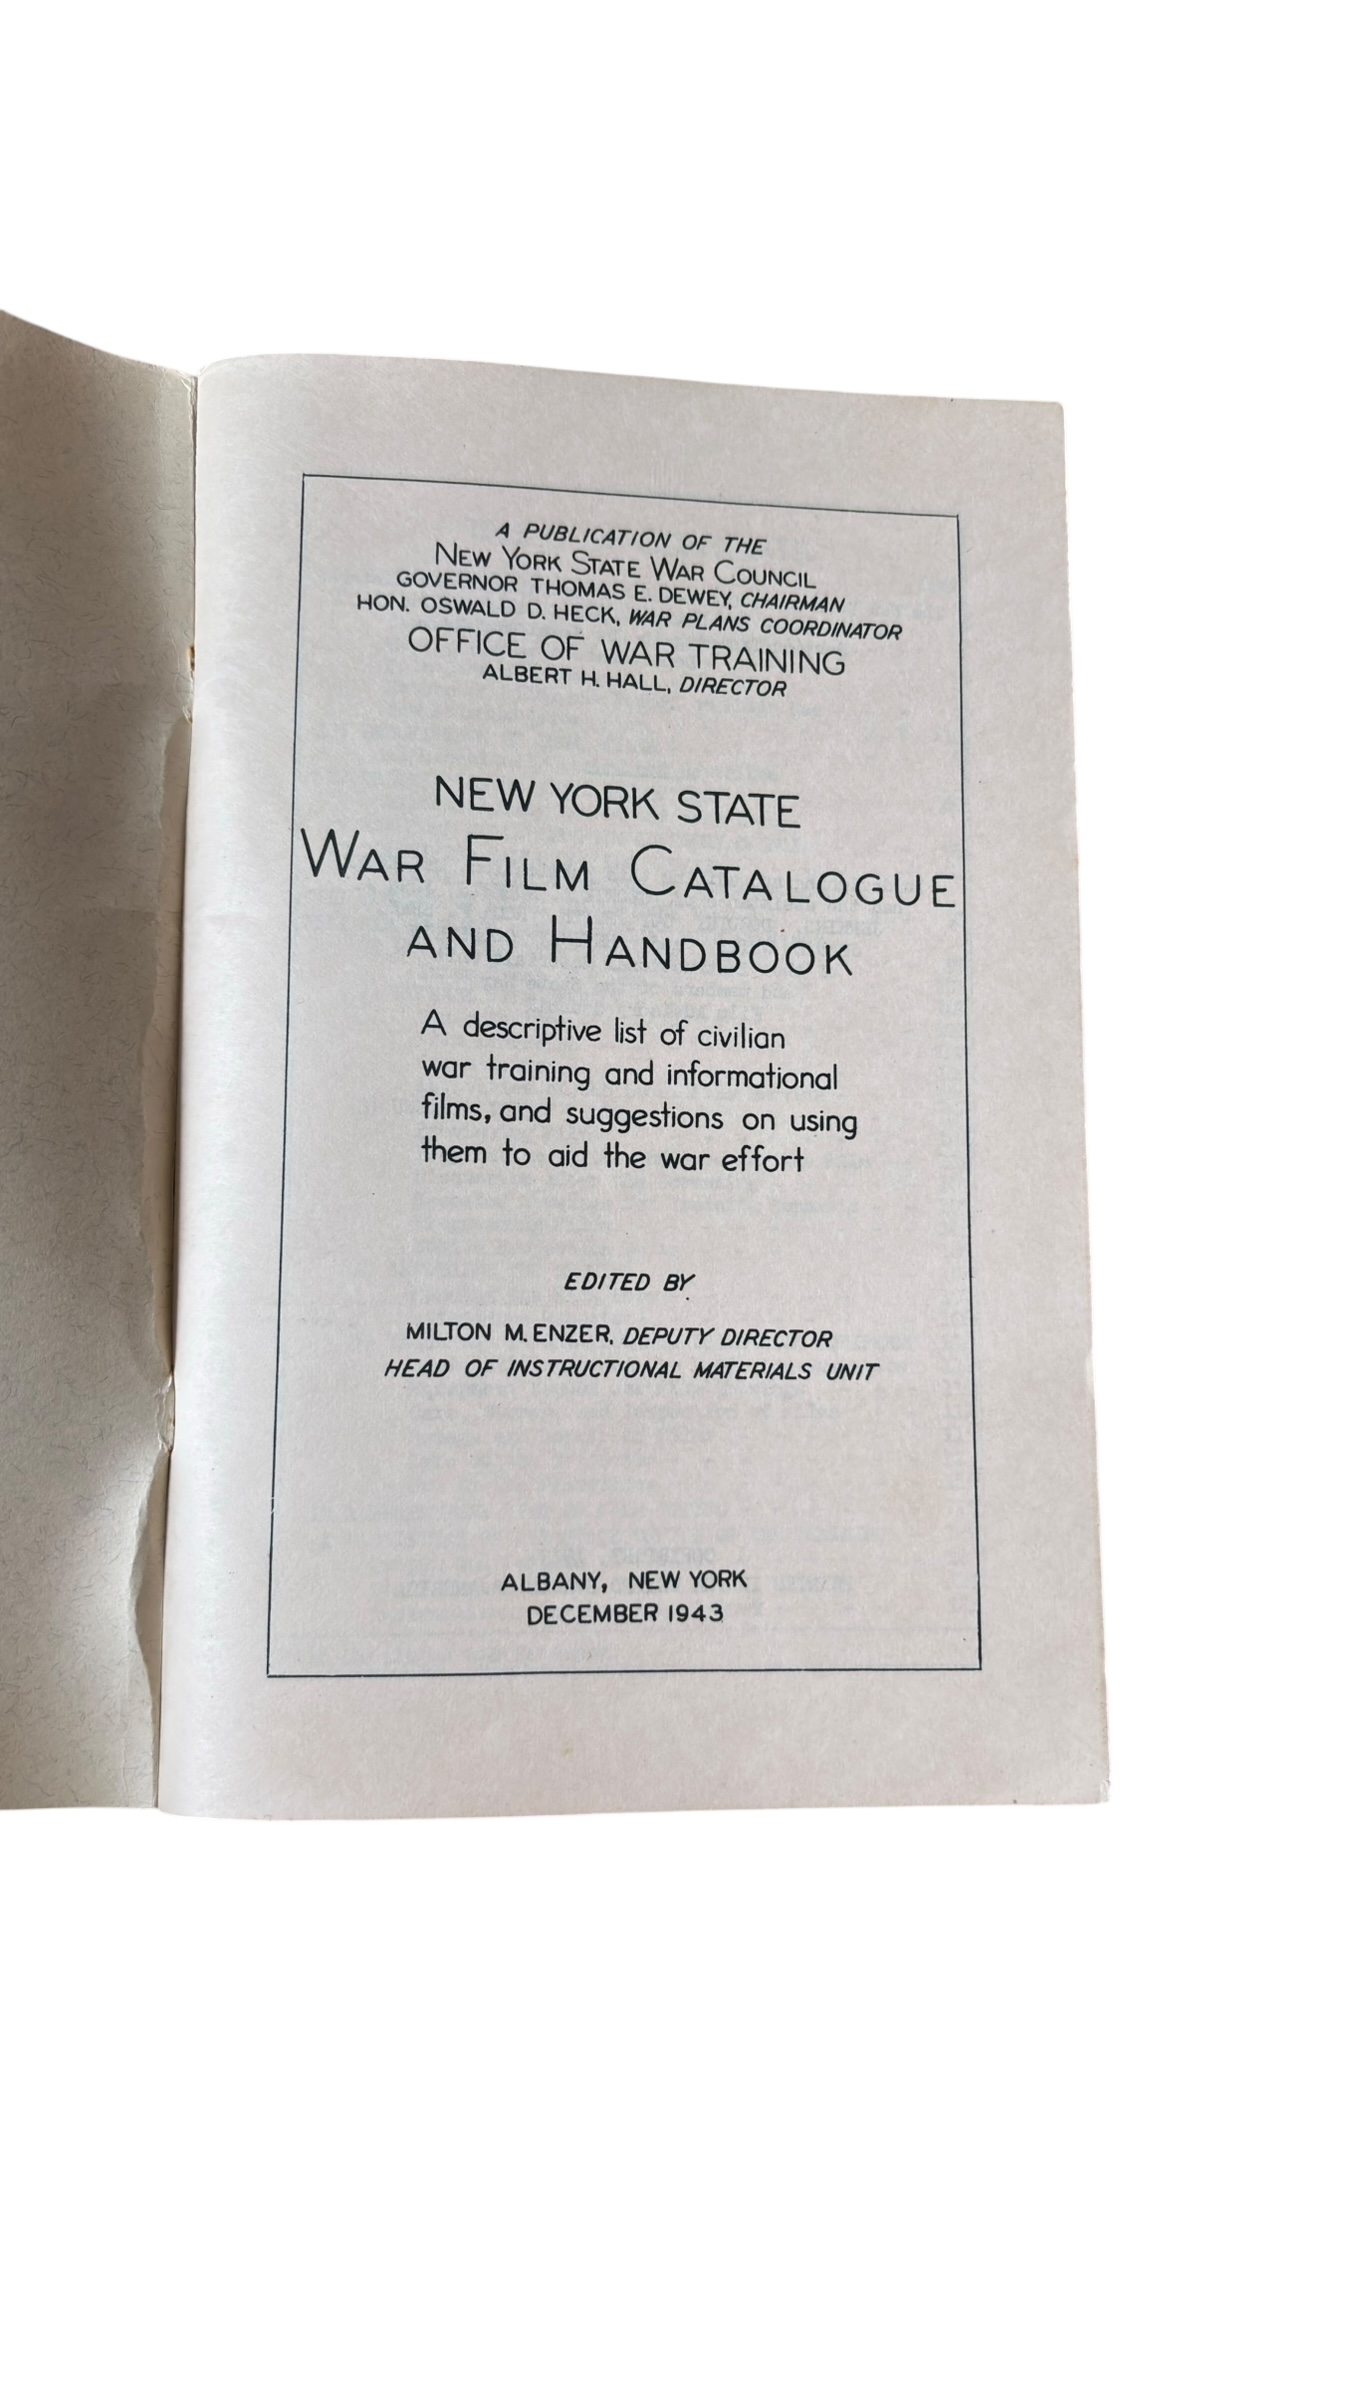 A PUBLICATION OF THE
NEW YORK STATE WAR COUNCIL
GOVERNOR THOMAS E. DEWEY, CHAIRMAN
HON. OSWALD D. HECK, WAR PLANS COORDINATOR
OFFICE OF WAR TRAINING
ALBERT H. HALL, DIRECTOR
NEW YORK STATE
WAR FILM CATALOGUE
AND HANDBOOK
A descriptive list of civilian
war training and informational
films, and suggestions on using
them to aid the war effort
EDITED BY
MILTON M. ENZER, DEPUTY DIRECTOR
HEAD OF INSTRUCTIONAL MATERIALS UNIT
ALBANY, NEW YORK
DECEMBER 1943